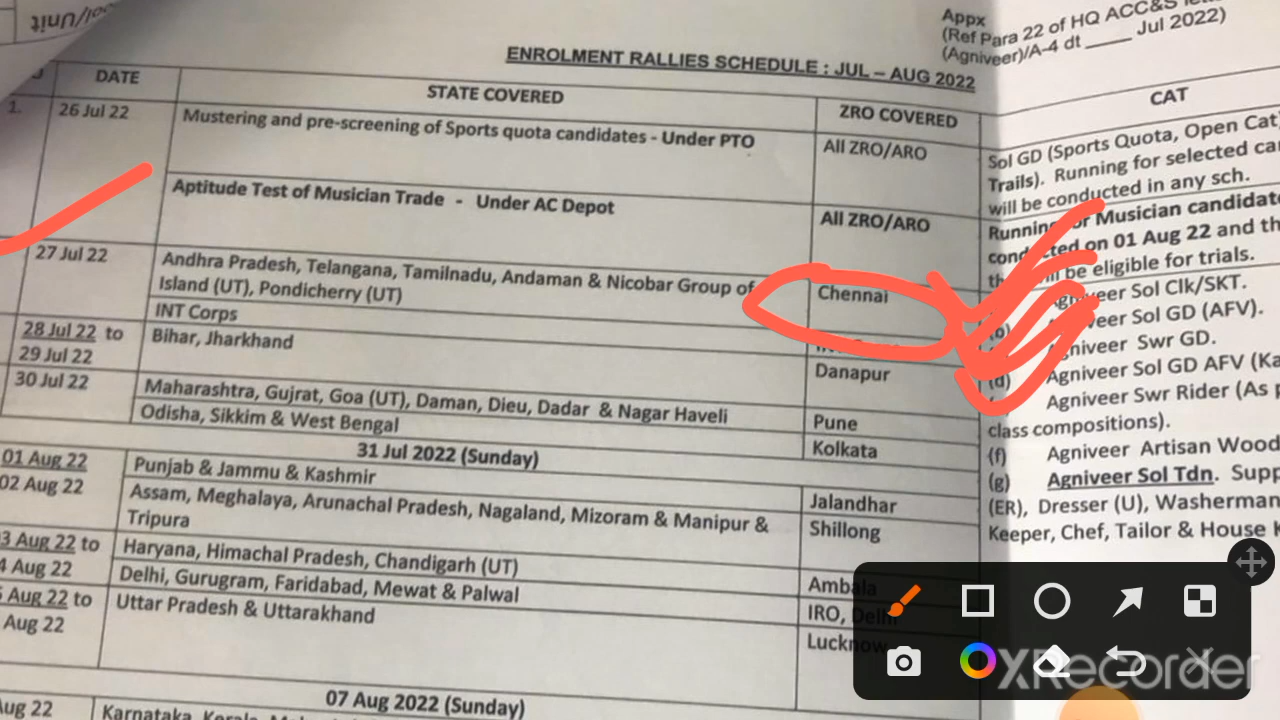 ool/Unit
Appx
(Ref Para 22 of HQ ACC&S
(Agniveer)/A-4 dt ____ Jul 2022)
ENROLMENT RALLIES SCHEDULE : JUL – AUG 2022
DATE STATE COVERED ZRO COVERED CAT
1. 26 Jul 22 Mustering and pre-screening of Sports quota candidates - Under PTO All ZRO/ARO
Sol GD (Sports Quota, Open Cat)
Trails). Running for selected
will be conducted in any sch.
Aptitude Test of Musician Trade - Under AC Depot All ZRO/ARO
Running for Musician
conducted on 01 Aug 22 and
will be eligible for trials.
27 Jul 22 Andhra Pradesh, Telangana, Tamilnadu, Andaman & Nicobar Group of
Island (UT), Pondicherry (UT) Chennai
INT Corps
28 Jul 22 to
29 Jul 22 Bihar, Jharkhand Danapur
30 Jul 22 Maharashtra, Gujrat, Goa (UT), Daman, Dieu, Dadar & Nagar Haveli Pune
Odisha, Sikkim & West Bengal Kolkata
31 Jul 2022 (Sunday)
01 Aug 22
02 Aug 22
Punjab & Jammu & Kashmir Jalandhar
Assam, Meghalaya, Arunachal Pradesh, Nagaland, Mizoram & Manipur &
Tripura Shillong
3 Aug 22 to
4 Aug 22
Haryana, Himachal Pradesh, Chandigarh (UT) Ambala
Delhi, Gurugram, Faridabad, Mewat & Palwal IRO, Delhi
Aug 22 to
Aug 22
Uttar Pradesh & Uttarakhand Lucknow
07 Aug 2022 (Sunday)
Aug 22 Karnataka, Kerala,
Agniveer Sol Clk/SKT.
(b) Agniveer Sol GD (AFV).
Agniveer Swr GD.
(d) Agniveer Sol GD AFV
Agniveer Swr Rider (As
class compositions).
(f) Agniveer Artisan Wood
(g) Agniveer Sol Tdn.
(ER), Dresser (U), Washerman
Keeper, Chef, Tailor & House
XRecorder